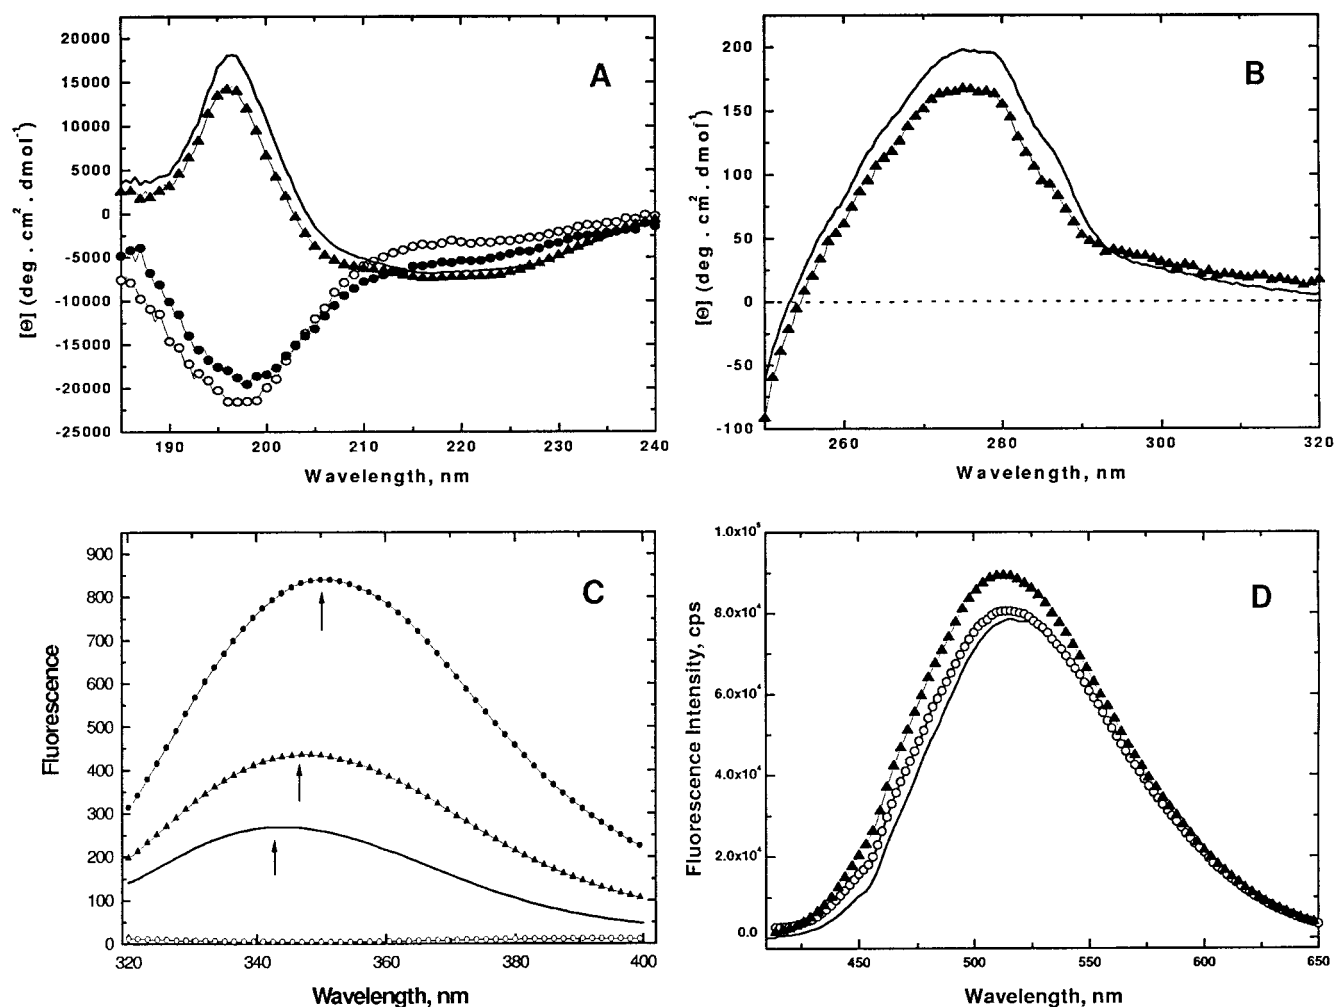 A
[Θ] (deg . cm² . dmol⁻¹)
20000
15000
10000
5000
0
-5000
-10000
-15000
-20000
-25000
190 200 210 220 230 240
Wavelength, nm
B
[Θ] (deg . cm² . dmol⁻¹)
200
150
100
50
0
-50
-100
260 280 300 320
Wavelength, nm
C
Fluorescence
900
800
700
600
500
400
300
200
100
0
320 340 360 380 400
Wavelength, nm
D
Fluorescence Intensity, cps
1.0x10⁵
8.0x10⁴
6.0x10⁴
4.0x10⁴
2.0x10⁴
0.0
450 500 550 600 650
Wavelength, nm